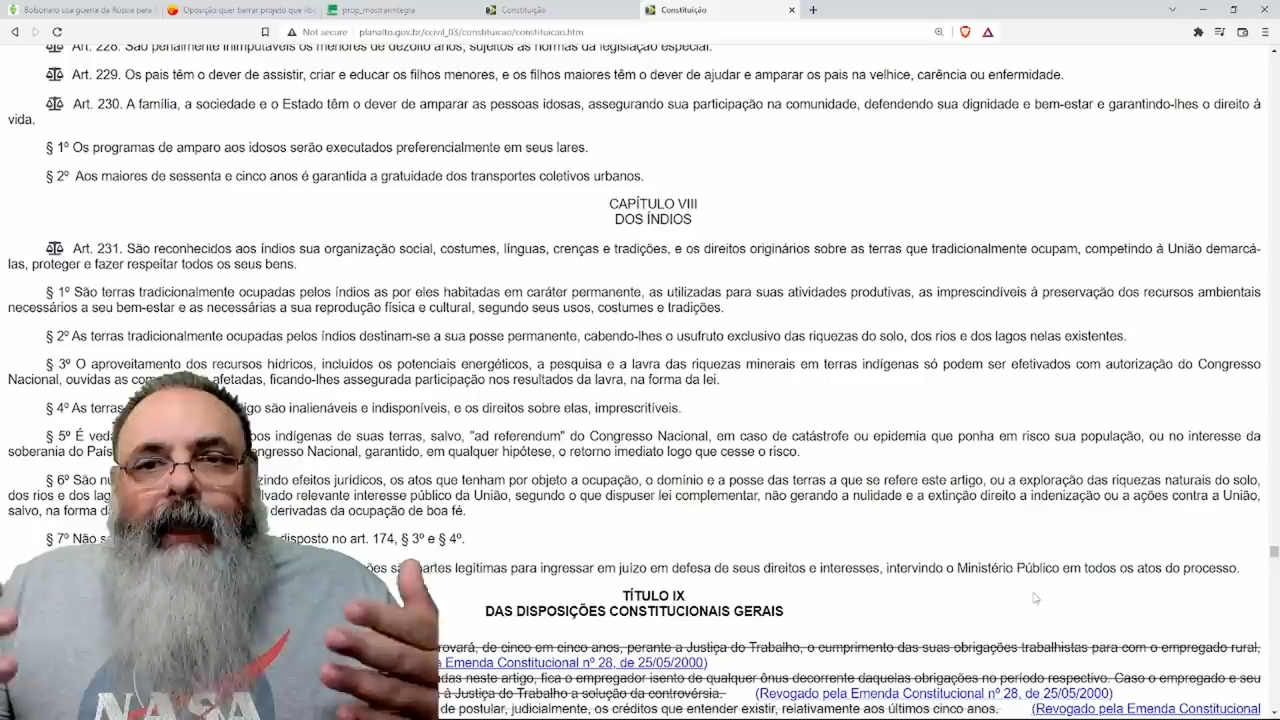 Bolsonaro usa guerra da Rússia para
Oposição quer barrar projeto que libe
prop_mostrarintegra
Constituição
Constituição
Not secure planalto.gov.br/ccivil_03/constituicao/constituicao.htm
Art. 228. São penalmente inimputáveis os menores de dezoito anos, sujeitos às normas da legislação especial.
Art. 229. Os pais têm o dever de assistir, criar e educar os filhos menores, e os filhos maiores têm o dever de ajudar e amparar os pais na velhice, carência ou enfermidade.
Art. 230. A família, a sociedade e o Estado têm o dever de amparar as pessoas idosas, assegurando sua participação na comunidade, defendendo sua dignidade e bem-estar e garantindo-lhes o direito à
vida.
§ 1º Os programas de amparo aos idosos serão executados preferencialmente em seus lares.
§ 2º Aos maiores de sessenta e cinco anos é garantida a gratuidade dos transportes coletivos urbanos.
CAPÍTULO VIII
DOS ÍNDIOS
Art. 231. São reconhecidos aos índios sua organização social, costumes, línguas, crenças e tradições, e os direitos originários sobre as terras que tradicionalmente ocupam, competindo à União demarcá-
las, proteger e fazer respeitar todos os seus bens.
§ 1º São terras tradicionalmente ocupadas pelos índios as por eles habitadas em caráter permanente, as utilizadas para suas atividades produtivas, as imprescindíveis à preservação dos recursos ambientais
necessários a seu bem-estar e as necessárias a sua reprodução física e cultural, segundo seus usos, costumes e tradições.
§ 2º As terras tradicionalmente ocupadas pelos índios destinam-se a sua posse permanente, cabendo-lhes o usufruto exclusivo das riquezas do solo, dos rios e dos lagos nelas existentes.
§ 3º O aproveitamento dos recursos hídricos, incluídos os potenciais energéticos, a pesquisa e a lavra das riquezas minerais em terras indígenas só podem ser efetivados com autorização do Congresso
Nacional, ouvidas as com afetadas, ficando-lhes assegurada participação nos resultados da lavra, na forma da lei.
§ 4º As terras igo são inalienáveis e indisponíveis, e os direitos sobre elas, imprescritíveis.
§ 5º É veda pos indígenas de suas terras, salvo, "ad referendum" do Congresso Nacional, em caso de catástrofe ou epidemia que ponha em risco sua população, ou no interesse da
soberania do País ongresso Nacional, garantido, em qualquer hipótese, o retorno imediato logo que cesse o risco.
§ 6º São nu zindo efeitos jurídicos, os atos que tenham por objeto a ocupação, o domínio e a posse das terras a que se refere este artigo, ou a exploração das riquezas naturais do solo,
dos rios e dos lag lvado relevante interesse público da União, segundo o que dispuser lei complementar, não gerando a nulidade e a extinção direito a indenização ou a ações contra a União,
salvo, na forma d derivadas da ocupação de boa fé.
§ 7º Não s disposto no art. 174, § 3º e § 4º.
ções são partes legítimas para ingressar em juízo em defesa de seus direitos e interesses, intervindo o Ministério Público em todos os atos do processo.
TÍTULO IX
DAS DISPOSIÇÕES CONSTITUCIONAIS GERAIS
rovará, de cinco em cinco anos, perante a Justiça do Trabalho, o cumprimento das suas obrigações trabalhistas para com o empregado rural,
a Emenda Constitucional nº 28, de 25/05/2000)
adas neste artigo, fica o empregador isento de qualquer ônus decorrente daquelas obrigações no período respectivo. Caso o empregado e seu
à Justiça do Trabalho a solução da controvérsia. (Revogado pela Emenda Constitucional nº 28, de 25/05/2000)
de postular, judicialmente, os créditos que entender existir, relativamente aos últimos cinco anos. (Revogado pela Emenda Constitucional